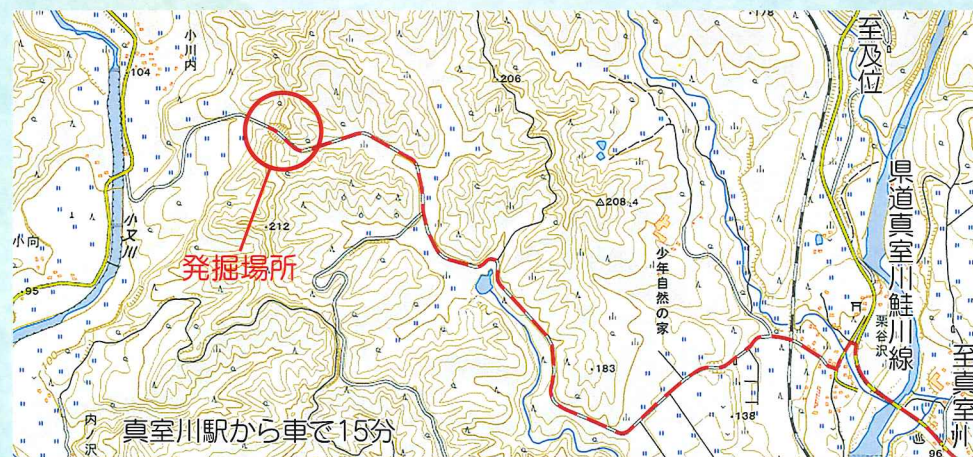 小川内
104
206
178
至及位
県道真室川鮭川線
212
△208.4
小又川
小向
発掘場所
少年自然の家
95
栗谷沢
至真室川
183
138
内ノ沢
真室川駅から車で15分
96